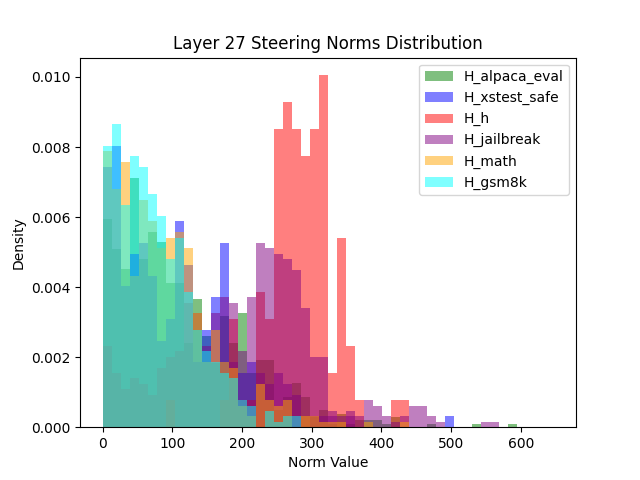 Layer 27 Steering Norms Distribution
H_alpaca_eval
H_xstest_safe
H_h
H_jailbreak
H_math
H_gsm8k
0.010
0.008
0.006
0.004
0.002
0.000
Density
0 100 200 300 400 500 600
Norm Value